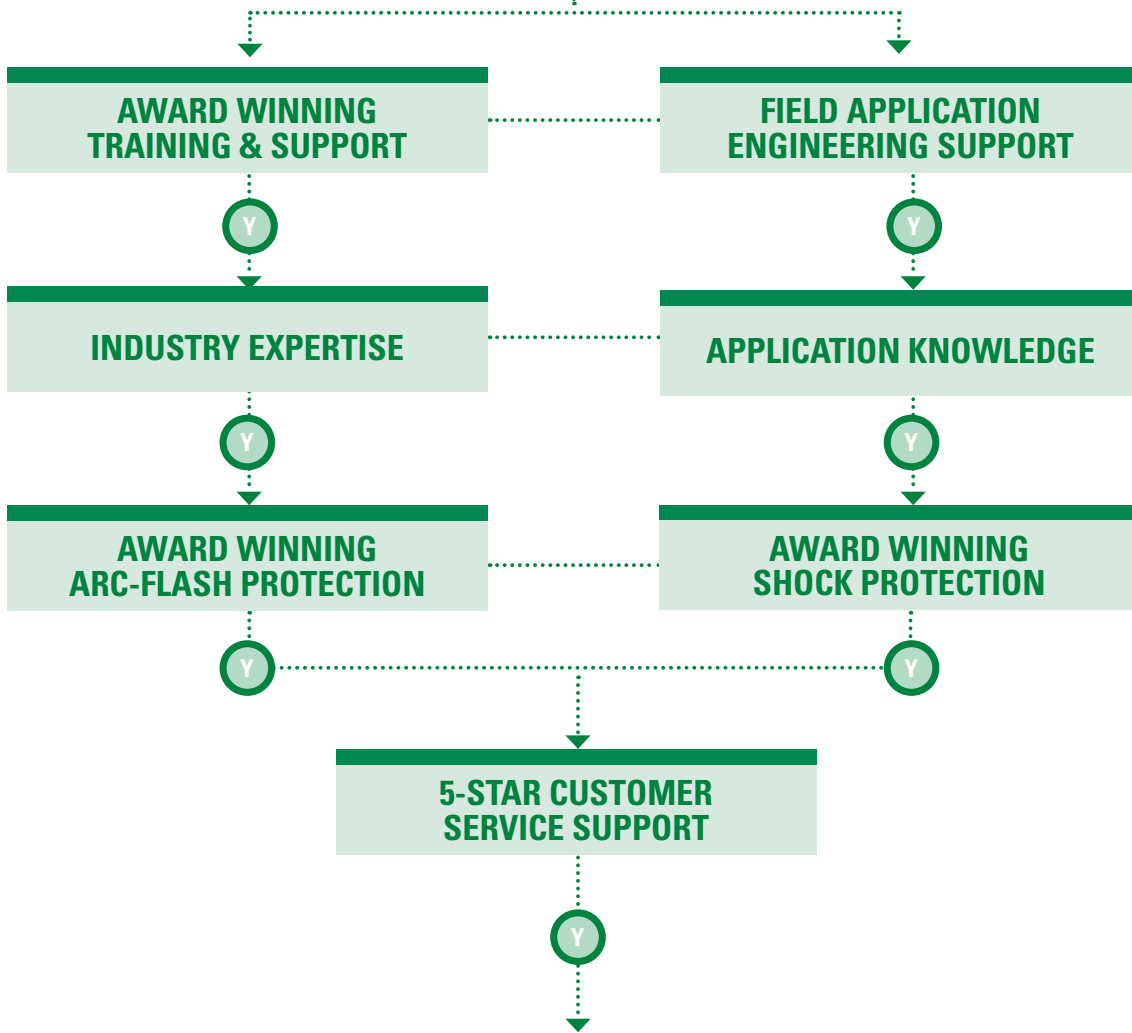 AWARD WINNING
TRAINING & SUPPORT
FIELD APPLICATION
ENGINEERING SUPPORT
Y
Y
INDUSTRY EXPERTISE
APPLICATION KNOWLEDGE
Y
Y
AWARD WINNING
ARC-FLASH PROTECTION
AWARD WINNING
SHOCK PROTECTION
Y
Y
5-STAR CUSTOMER
SERVICE SUPPORT
Y